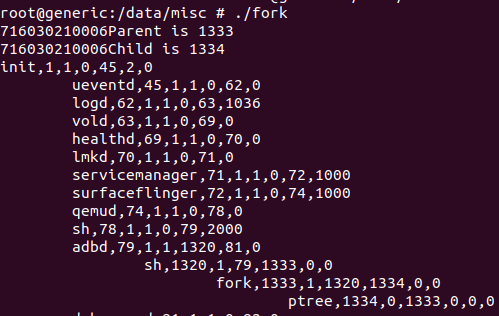 root@generic:/data/misc # ./fork
716030210006Parent is 1333
716030210006Child is 1334
init,1,1,0,45,2,0
ueventd,45,1,1,0,62,0
logd,62,1,1,0,63,1036
vold,63,1,1,0,69,0
healthd,69,1,1,0,70,0
lmkd,70,1,1,0,71,0
servicemanager,71,1,1,0,72,1000
surfaceflinger,72,1,1,0,74,1000
qemud,74,1,1,0,78,0
sh,78,1,1,0,79,2000
adbd,79,1,1,1320,81,0
sh,1320,1,79,1333,0,0
fork,1333,1,1320,1334,0,0
ptree,1334,0,1333,0,0,0